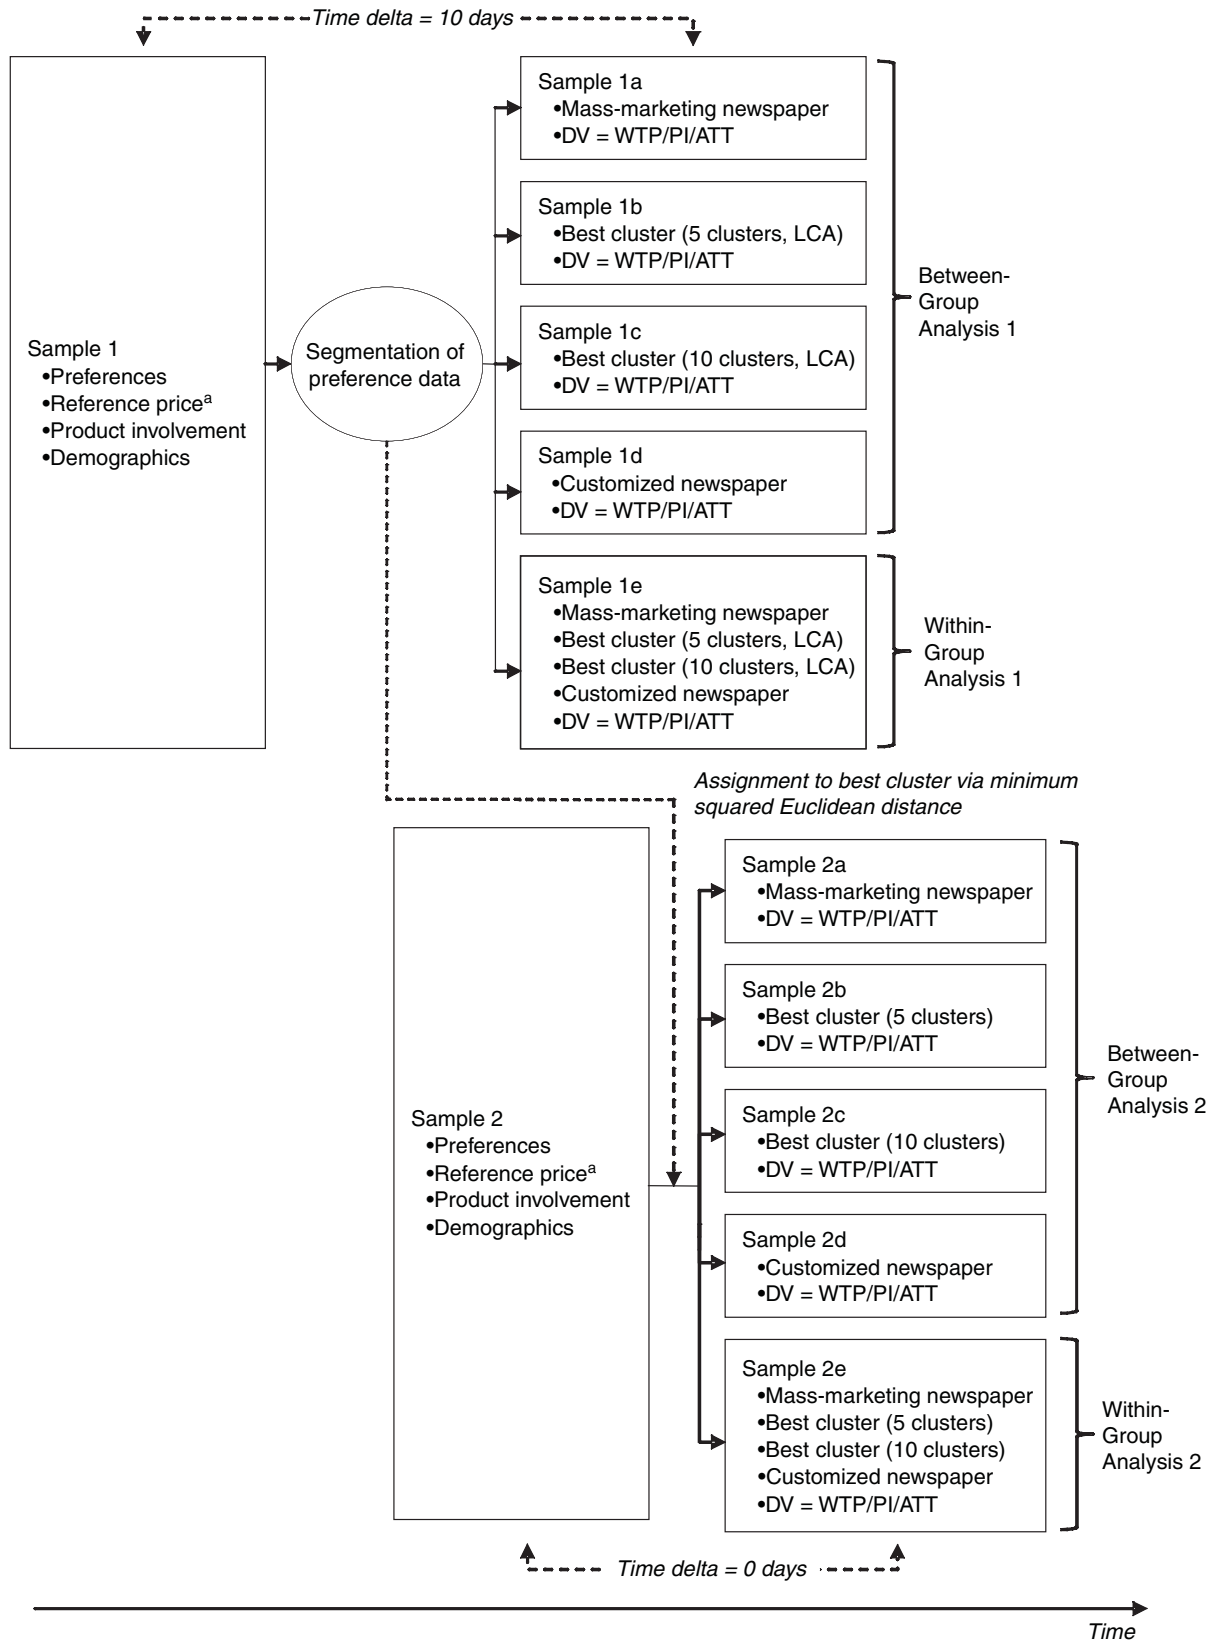 Time delta = 10 days
Sample 1
•Preferences
•Reference priceᵃ
•Product involvement
•Demographics
Segmentation of
preference data
Sample 1a
•Mass-marketing newspaper
•DV = WTP/PI/ATT
Sample 1b
•Best cluster (5 clusters, LCA)
•DV = WTP/PI/ATT
Sample 1c
•Best cluster (10 clusters, LCA)
•DV = WTP/PI/ATT
Sample 1d
•Customized newspaper
•DV = WTP/PI/ATT
Between-
Group
Analysis 1
Sample 1e
•Mass-marketing newspaper
•Best cluster (5 clusters, LCA)
•Best cluster (10 clusters, LCA)
•Customized newspaper
•DV = WTP/PI/ATT
Within-
Group
Analysis 1
Assignment to best cluster via minimum
squared Euclidean distance
Sample 2
•Preferences
•Reference priceᵃ
•Product involvement
•Demographics
Sample 2a
•Mass-marketing newspaper
•DV = WTP/PI/ATT
Sample 2b
•Best cluster (5 clusters)
•DV = WTP/PI/ATT
Sample 2c
•Best cluster (10 clusters)
•DV = WTP/PI/ATT
Sample 2d
•Customized newspaper
•DV = WTP/PI/ATT
Between-
Group
Analysis 2
Sample 2e
•Mass-marketing newspaper
•Best cluster (5 clusters)
•Best cluster (10 clusters)
•Customized newspaper
•DV = WTP/PI/ATT
Within-
Group
Analysis 2
Time delta = 0 days
Time